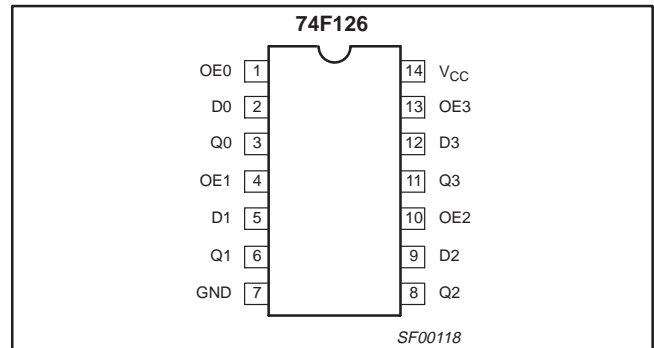 74F126
OE0 1 14 VCC
D0 2 13 OE3
Q0 3 12 D3
OE1 4 11 Q3
D1 5 10 OE2
Q1 6 9 D2
GND 7 8 Q2
SF00118